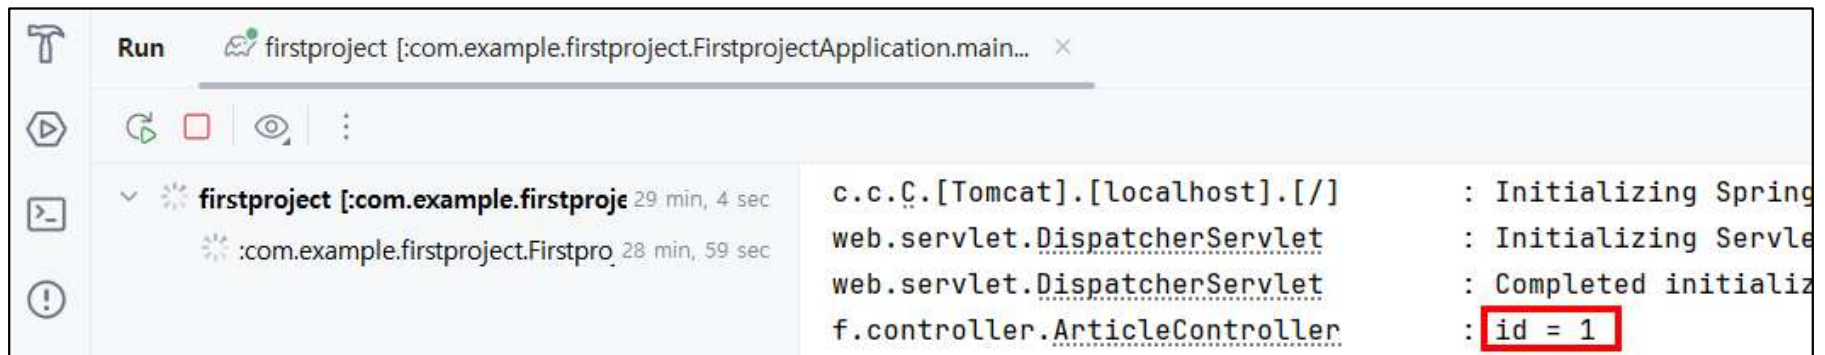 Run firstproject [:com.example.firstproject.FirstprojectApplication.main...
firstproject [:com.example.firstproje 29 min, 4 sec
:com.example.firstproject.Firstpro 28 min, 59 sec
c.c.C.[Tomcat].[localhost].[/] : Initializing Spring
web.servlet.DispatcherServlet : Initializing Servle
web.servlet.DispatcherServlet : Completed initializ
f.controller.ArticleController : id = 1